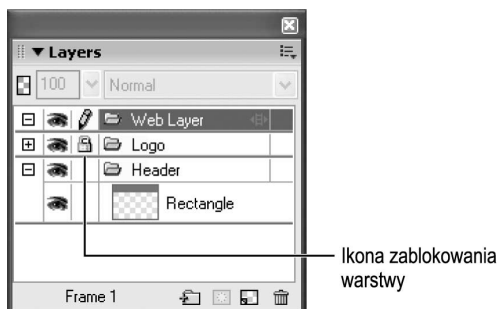 Layers
100 Normal
Web Layer
Logo
Header
Rectangle
Frame 1
Ikona zablokowania
warstwy